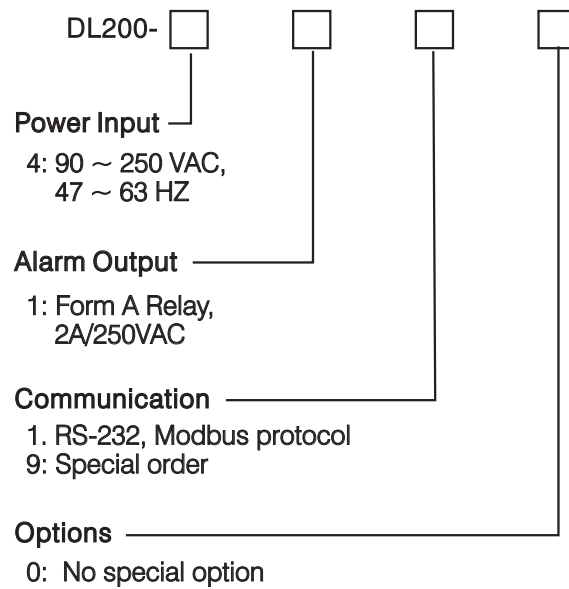 DL200-
Power Input
4: 90 ~ 250 VAC,
47 ~ 63 HZ
Alarm Output
1: Form A Relay,
2A/250VAC
Communication
1. RS-232, Modbus protocol
9: Special order
Options
0: No special option